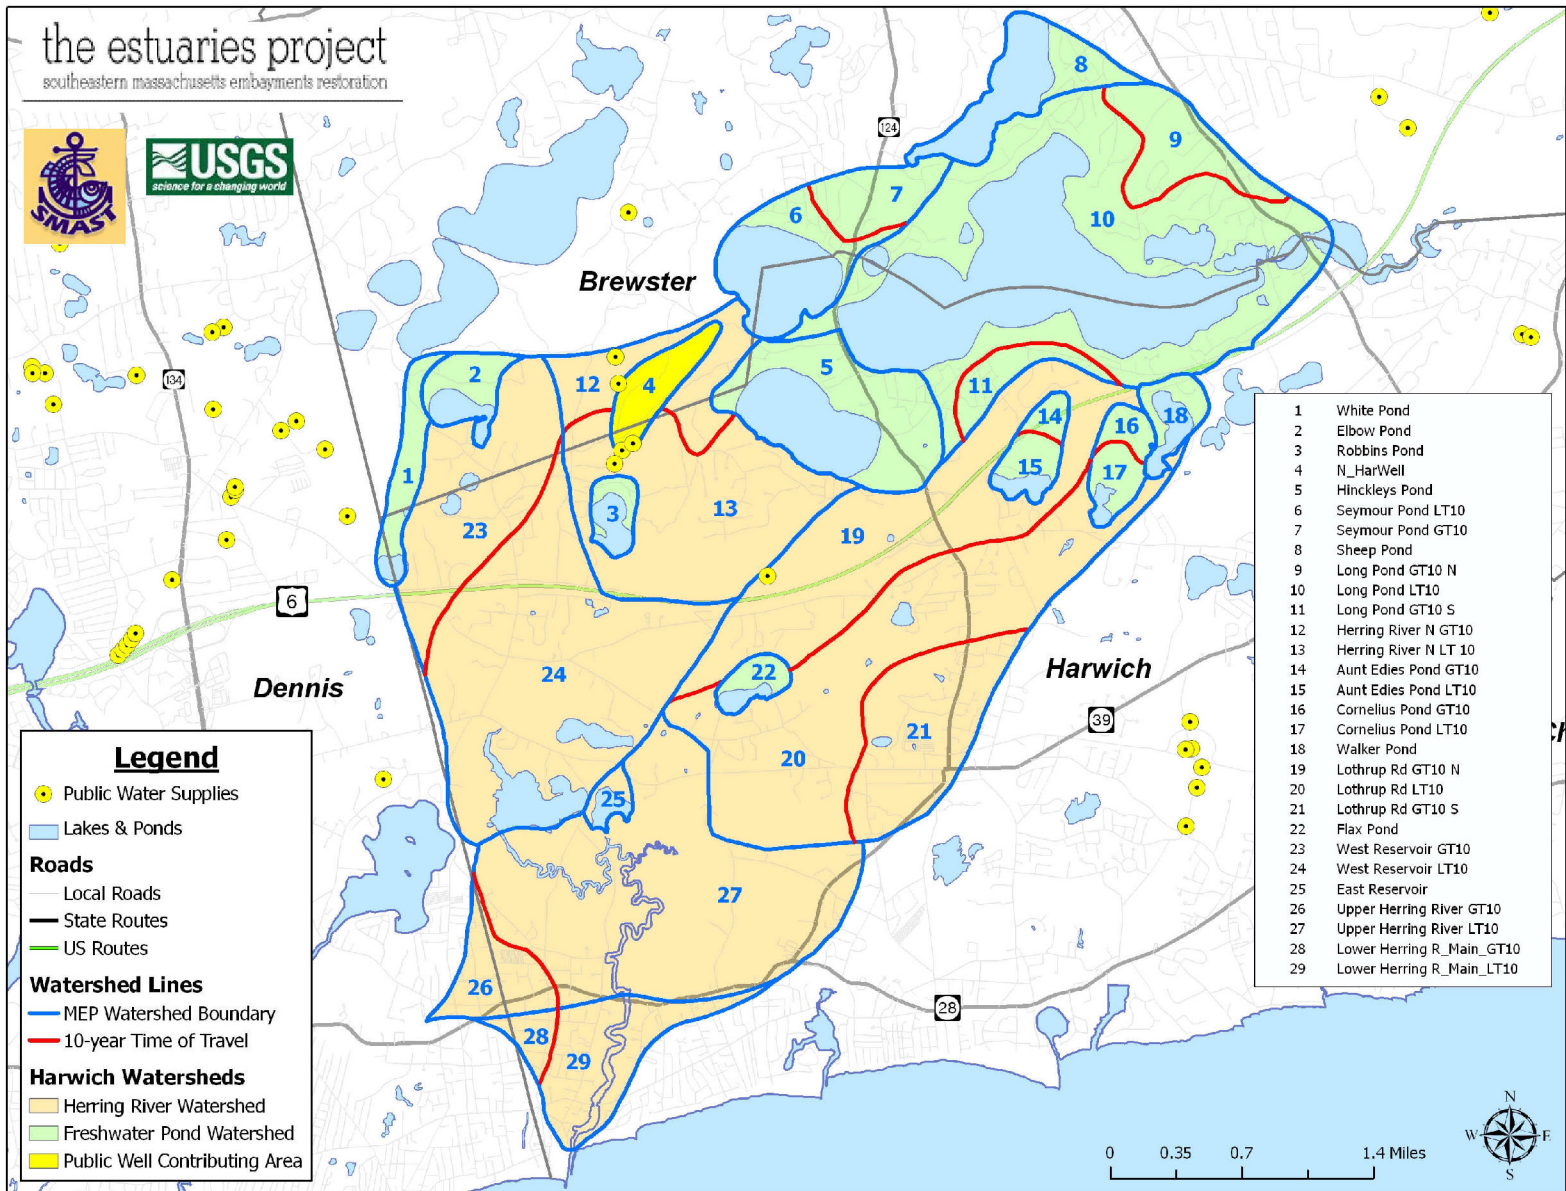 the estuaries project
southeastern massachusetts embayments restoration
SMAST
USGS
science for a changing world
124
8
9
7
6
10
Brewster
134
2
12
4
5
11
14
16
18
1
15
17
3
13
23
19
6
Dennis
24
22
Harwich
39
21
20
25
27
26
28
28
29
1 White Pond
2 Elbow Pond
3 Robbins Pond
4 N_HarWell
5 Hinckleys Pond
6 Seymour Pond LT10
7 Seymour Pond GT10
8 Sheep Pond
9 Long Pond GT10 N
10 Long Pond LT10
11 Long Pond GT10 S
12 Herring River N GT10
13 Herring River N LT 10
14 Aunt Edies Pond GT10
15 Aunt Edies Pond LT10
16 Cornelius Pond GT10
17 Cornelius Pond LT10
18 Walker Pond
19 Lothrup Rd GT10 N
20 Lothrup Rd LT10
21 Lothrup Rd GT10 S
22 Flax Pond
23 West Reservoir GT10
24 West Reservoir LT10
25 East Reservoir
26 Upper Herring River GT10
27 Upper Herring River LT10
28 Lower Herring R_Main_GT10
29 Lower Herring R_Main_LT10
Legend
Public Water Supplies
Lakes & Ponds
Roads
Local Roads
State Routes
US Routes
Watershed Lines
MEP Watershed Boundary
10-year Time of Travel
Harwich Watersheds
Herring River Watershed
Freshwater Pond Watershed
Public Well Contributing Area
0 0.35 0.7 1.4 Miles
N
W E
S